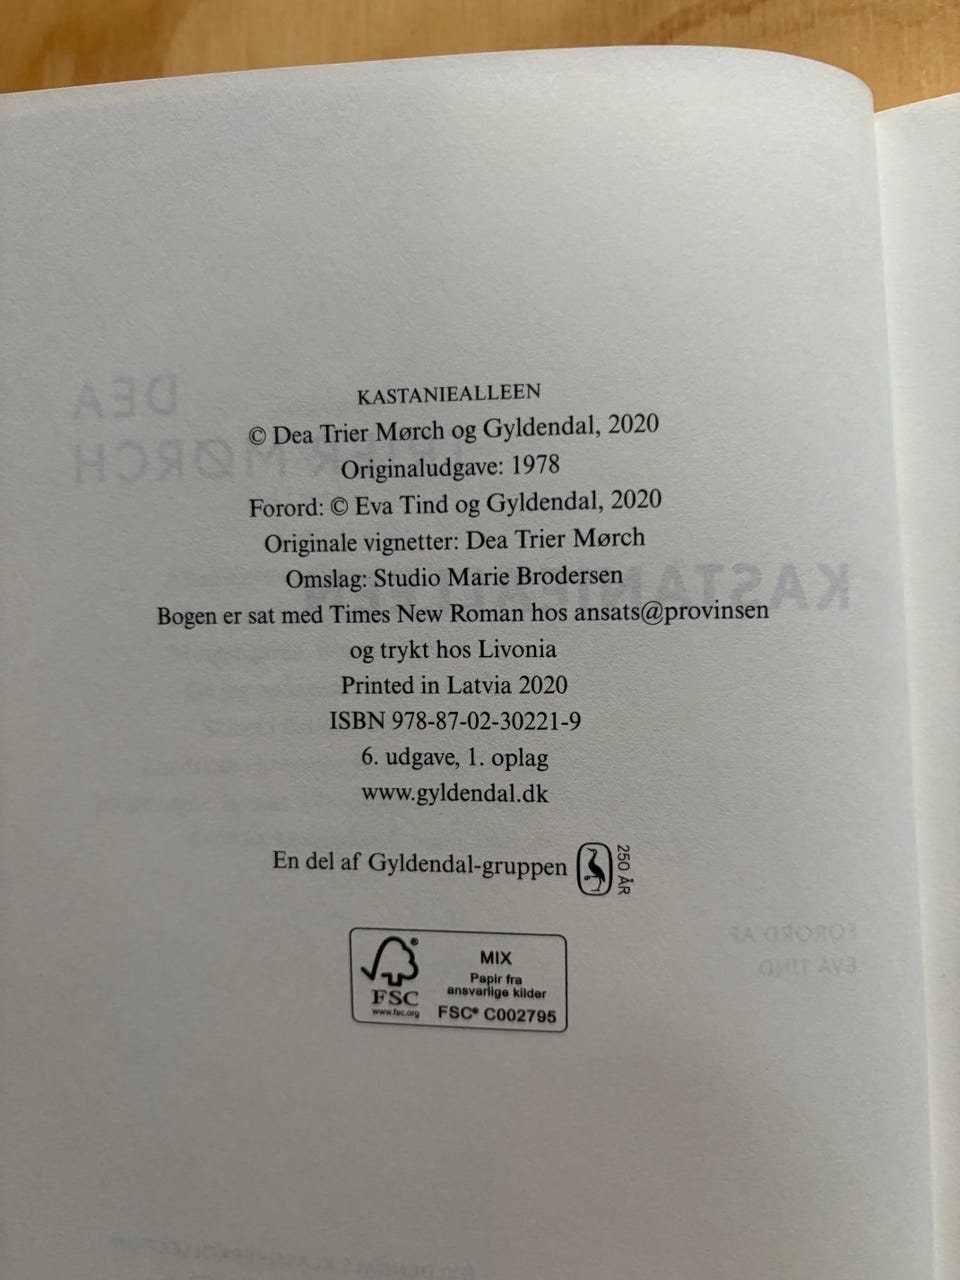 KASTANIEALLEEN
© Dea Trier Mørch og Gyldendal, 2020
Originaludgave: 1978
Forord: © Eva Tind og Gyldendal, 2020
Originale vignetter: Dea Trier Mørch
Omslag: Studio Marie Brodersen
Bogen er sat med Times New Roman hos ansats@provinsen
og trykt hos Livonia
Printed in Latvia 2020
ISBN 978-87-02-30221-9
6. udgave, 1. oplag
www.gyldendal.dk
En del af Gyldendal-gruppen
250 ÅR
FSC®
www.fsc.org
MIX
Papir fra
ansvarlige kilder
FSC® C002795